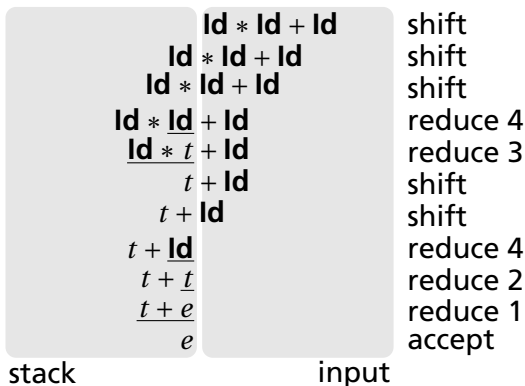 Id * Id + Id shift
Id * Id + Id shift
Id * Id + Id shift
Id * Id + Id reduce 4
Id * t + Id reduce 3
t + Id shift
t + Id shift
t + Id reduce 4
t + t reduce 2
t + e reduce 1
e accept
stack input